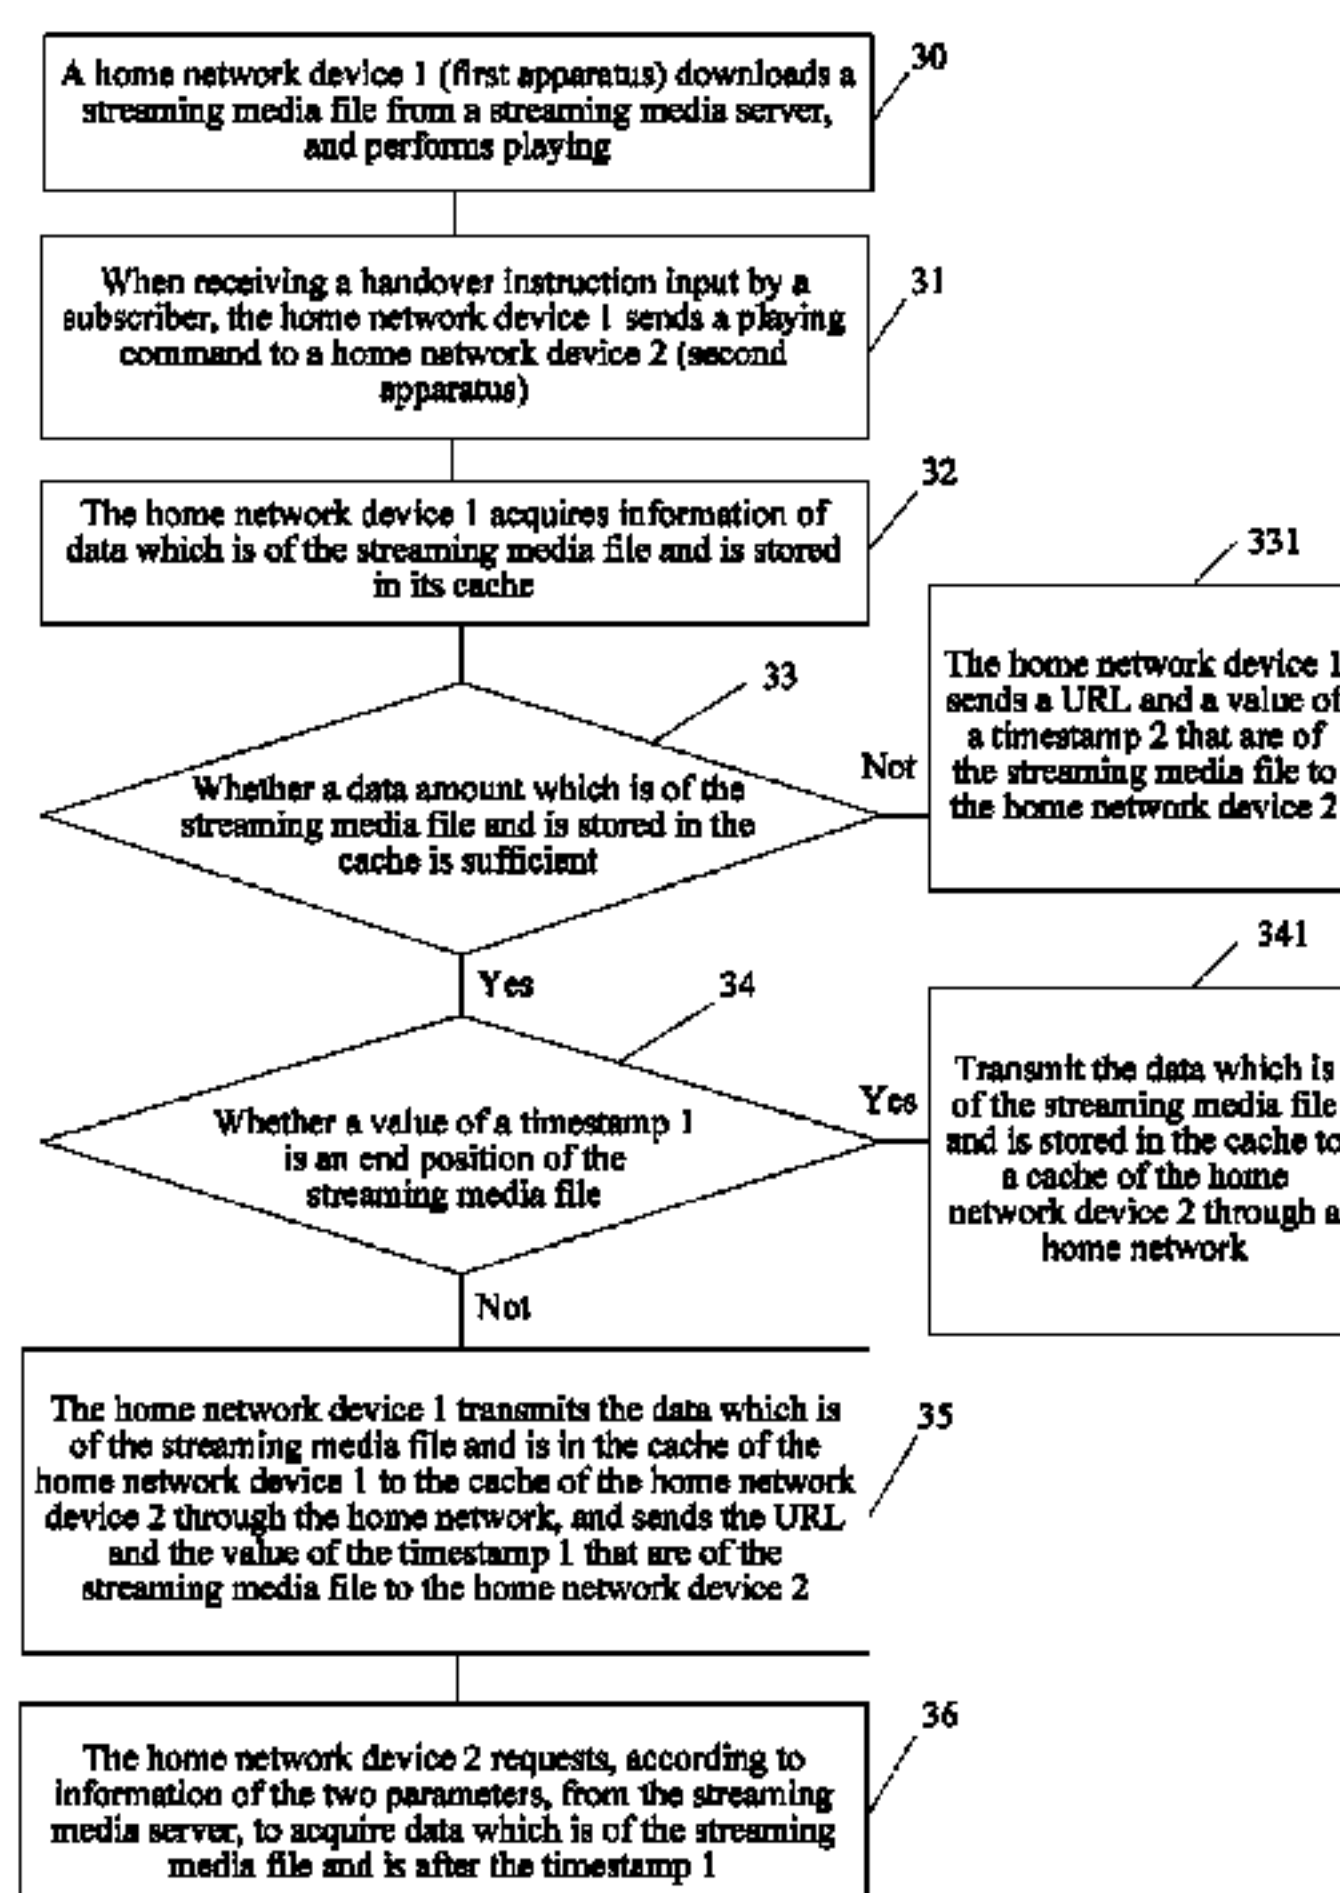 30
A home network device 1 (first apparatus) downloads a
streaming media file from a streaming media server,
and performs playing
31
When receiving a handover instruction input by a
subscriber, the home network device 1 sends a playing
command to a home network device 2 (second
apparatus)
32
The home network device 1 acquires information of
data which is of the streaming media file and is stored
in its cache
33
Whether a data amount which is of the
streaming media file and is stored in the
cache is sufficient
Not
331
The home network device 1
sends a URL and a value of
a timestamp 2 that are of
the streaming media file to
the home network device 2
Yes
34
Whether a value of a timestamp 1
is an end position of the
streaming media file
Yes
341
Transmit the data which is
of the streaming media file
and is stored in the cache to
a cache of the home
network device 2 through a
home network
Not
35
The home network device 1 transmits the data which is
of the streaming media file and is in the cache of the
home network device 1 to the cache of the home network
device 2 through the home network, and sends the URL
and the value of the timestamp 1 that are of the
streaming media file to the home network device 2
36
The home network device 2 requests, according to
information of the two parameters, from the streaming
media server, to acquire data which is of the streaming
media file and is after the timestamp 1